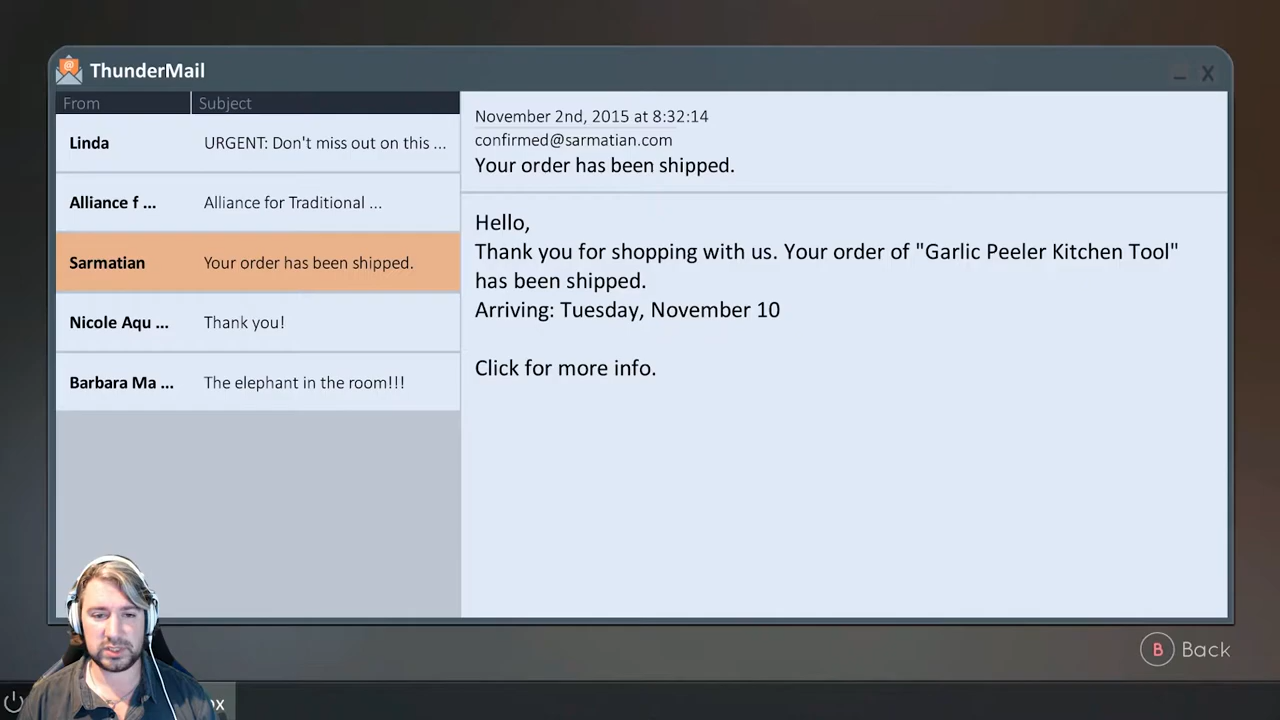 ThunderMail
From Subject
Linda URGENT: Don't miss out on this ...
Alliance f ... Alliance for Traditional ...
Sarmatian Your order has been shipped.
Nicole Aqu ... Thank you!
Barbara Ma ... The elephant in the room!!!
November 2nd, 2015 at 8:32:14
confirmed@sarmatian.com
Your order has been shipped.
Hello,
Thank you for shopping with us. Your order of "Garlic Peeler Kitchen Tool"
has been shipped.
Arriving: Tuesday, November 10
Click for more info.
B Back